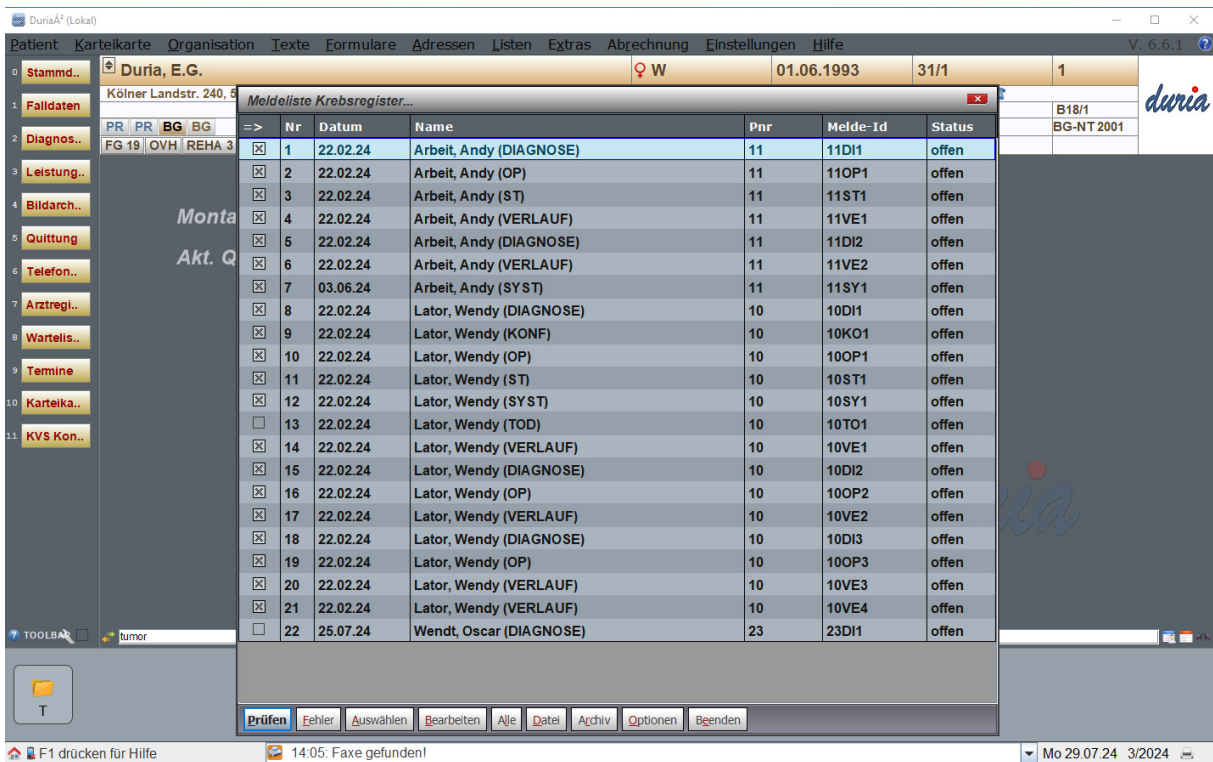 DuriaÂ² (Lokal)
Patient Karteikarte Organisation Texte Formulare Adressen Listen Extras Abrechnung Einstellungen Hilfe V. 6.6.1 ?
0 Stammd.. Duria, E.G. W 01.06.1993 31/1 1
duria
Kölner Landstr. 240, 5
1 Falldaten B18/1
PR PR BG BG BG-NT 2001
2 Diagnos.. FG 19 OVH REHA 3
3 Leistung..
4 Bildarch..
Monta
5 Quittung
Akt. Q
6 Telefon..
7 Arztregi..
8 Wartelis..
9 Termine
10 Karteika..
11 KVS Kon..
Meldeliste Krebsregister...
=> Nr Datum Name Pnr Melde-Id Status
1 22.02.24 Arbeit, Andy (DIAGNOSE) 11 11DI1 offen
2 22.02.24 Arbeit, Andy (OP) 11 11OP1 offen
3 22.02.24 Arbeit, Andy (ST) 11 11ST1 offen
4 22.02.24 Arbeit, Andy (VERLAUF) 11 11VE1 offen
5 22.02.24 Arbeit, Andy (DIAGNOSE) 11 11DI2 offen
6 22.02.24 Arbeit, Andy (VERLAUF) 11 11VE2 offen
7 03.06.24 Arbeit, Andy (SYST) 11 11SY1 offen
8 22.02.24 Lator, Wendy (DIAGNOSE) 10 10DI1 offen
9 22.02.24 Lator, Wendy (KONF) 10 10KO1 offen
10 22.02.24 Lator, Wendy (OP) 10 10OP1 offen
11 22.02.24 Lator, Wendy (ST) 10 10ST1 offen
12 22.02.24 Lator, Wendy (SYST) 10 10SY1 offen
13 22.02.24 Lator, Wendy (TOD) 10 10TO1 offen
14 22.02.24 Lator, Wendy (VERLAUF) 10 10VE1 offen
15 22.02.24 Lator, Wendy (DIAGNOSE) 10 10DI2 offen
16 22.02.24 Lator, Wendy (OP) 10 10OP2 offen
17 22.02.24 Lator, Wendy (VERLAUF) 10 10VE2 offen
18 22.02.24 Lator, Wendy (DIAGNOSE) 10 10DI3 offen
19 22.02.24 Lator, Wendy (OP) 10 10OP3 offen
20 22.02.24 Lator, Wendy (VERLAUF) 10 10VE3 offen
21 22.02.24 Lator, Wendy (VERLAUF) 10 10VE4 offen
22 25.07.24 Wendt, Oscar (DIAGNOSE) 23 23DI1 offen
? TOOLBAR tumor
T
Prüfen Fehler Auswählen Bearbeiten Alle Datei Archiv Optionen Beenden
F1 drücken für Hilfe 14:05: Faxe gefunden! Mo 29.07.24 3/2024